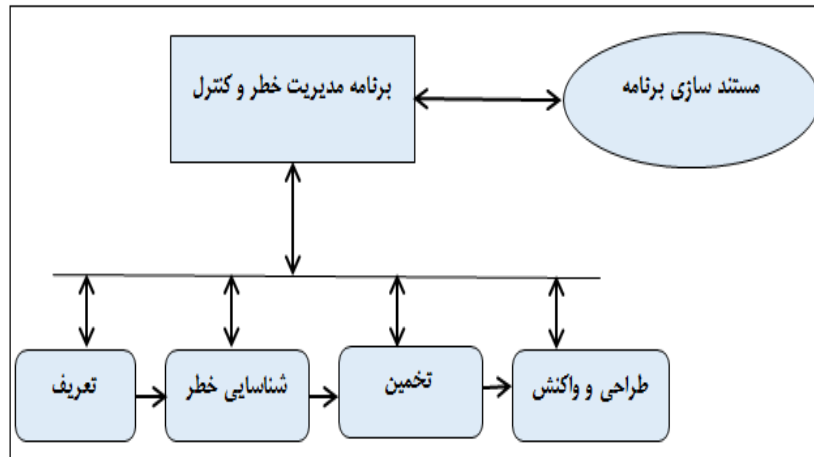 برنامه مدیریت خطر و کنترل
مستند سازی برنامه
تعریف
شناسایی خطر
تخمین
طراحی و واکنش